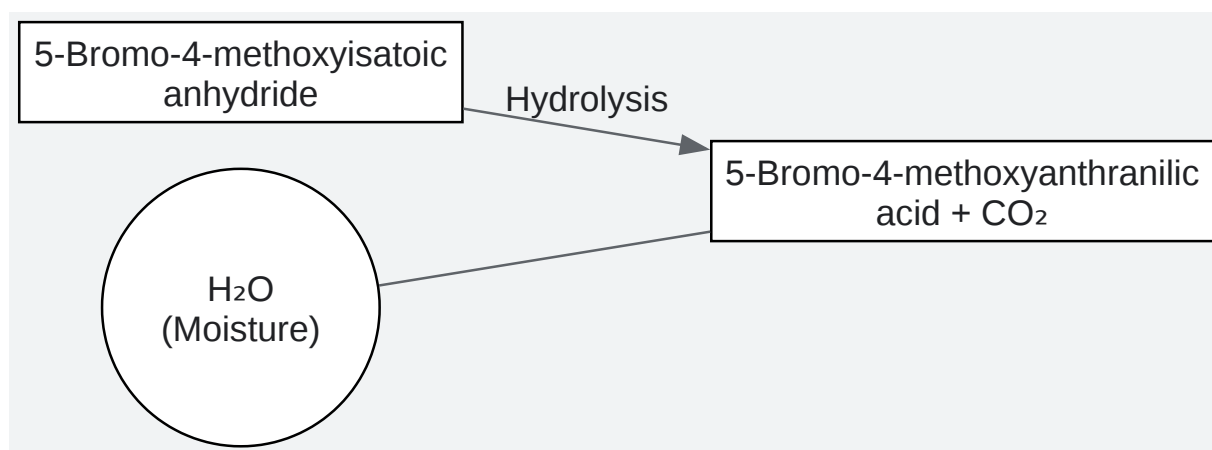 5-Bromo-4-methoxyisatoic
anhydride
Hydrolysis
5-Bromo-4-methoxyanthranilic
acid + CO₂
H₂O
(Moisture)